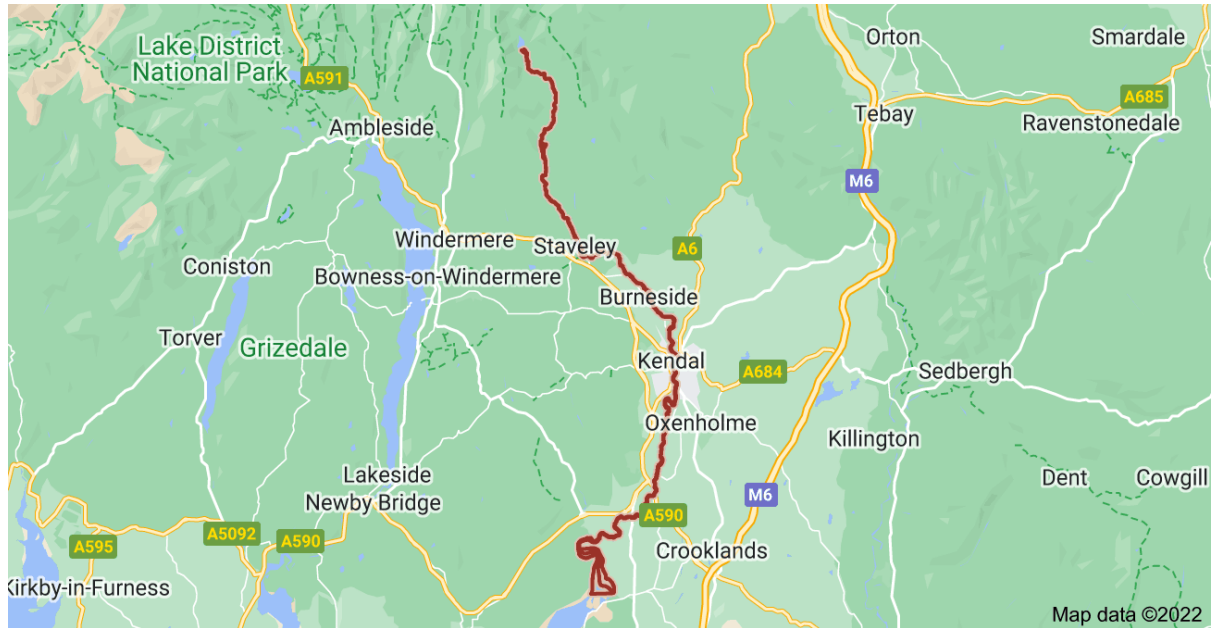 Orton
Smardale
Lake District
National Park
A591
A685
Tebay
Ravenstonedale
Ambleside
M6
Windermere
Staveley
A6
Coniston
Bowness-on-Windermere
Burneside
Torver
Grizedale
Kendal
A684
Sedbergh
Oxenholme
Killington
Lakeside
Dent
Cowgill
Newby Bridge
M6
A590
A5092
A590
A595
Crooklands
Kirkby-in-Furness
Map data ©2022